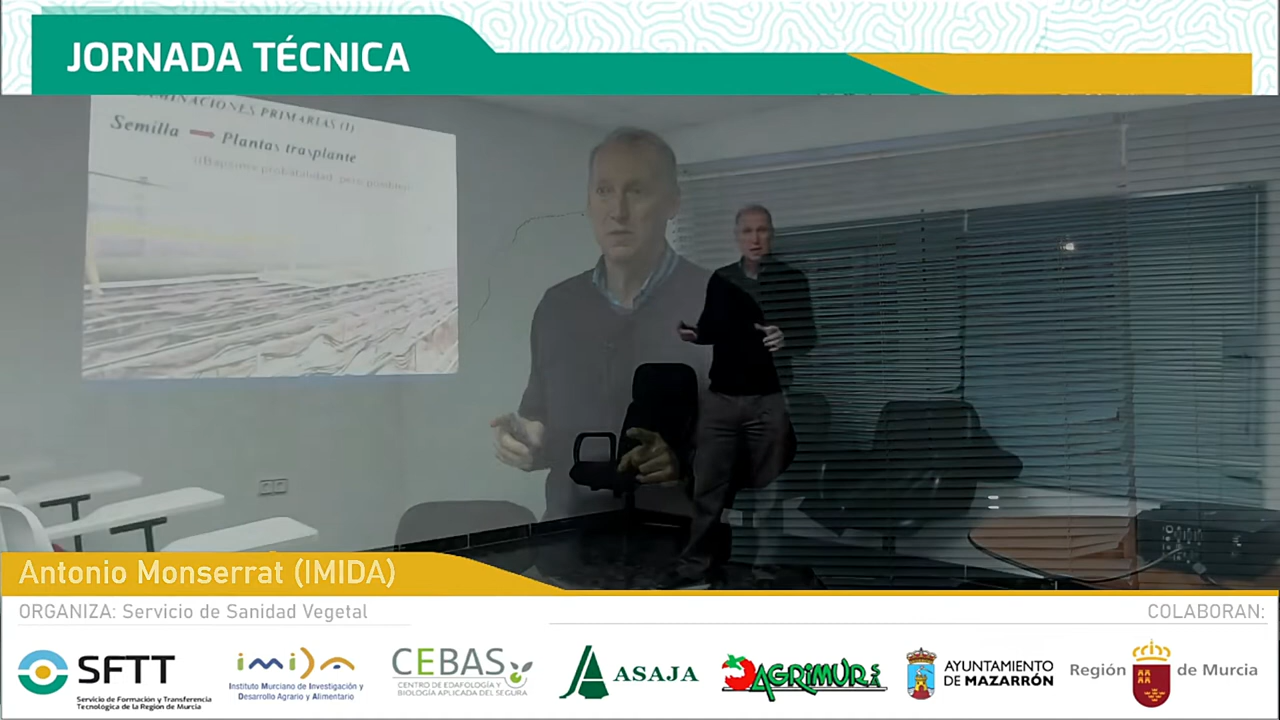 JORNADA TÉCNICA
MINACIONES PRIMARIAS (I)
Semilla Plantas trasplante
Antonio Monserrat (IMIDA)
ORGANIZA: Servicio de Sanidad Vegetal
COLABORAN:
SFTT
Servicio de Formación y Transferencia
Tecnológica de la Región de Murcia
imida
Instituto Murciano de Investigación y
Desarrollo Agrario y Alimentario
CEBAS
CENTRO DE EDAFOLOGÍA Y
BIOLOGÍA APLICADA DEL SEGURA
ASAJA
AGRIMUR
AYUNTAMIENTO
DE MAZARRÓN
Región de Murcia